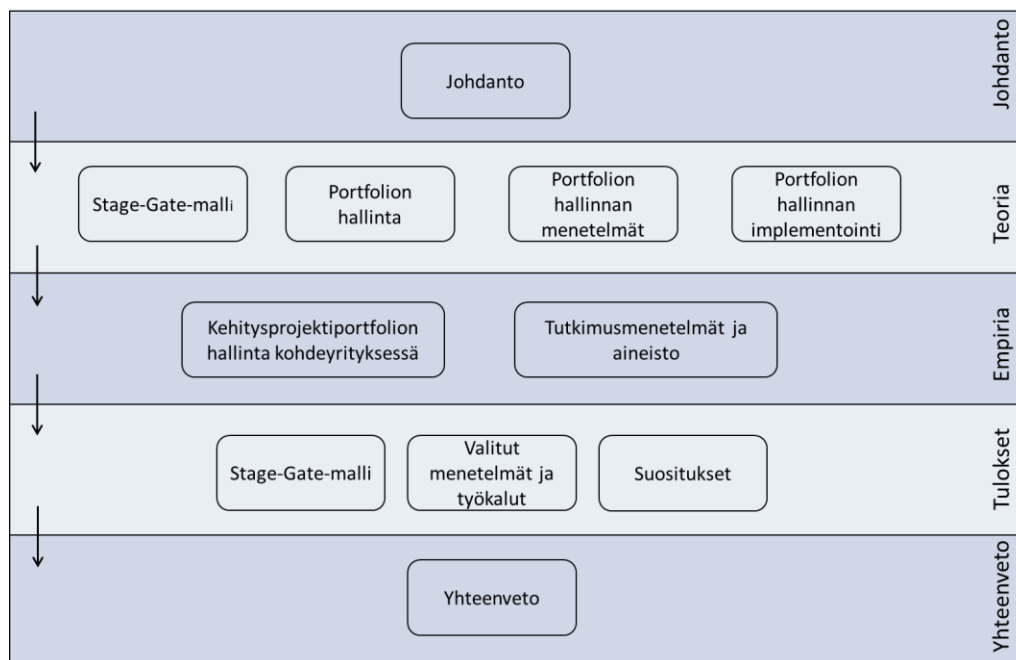 Johdanto
Johdanto
Stage-Gate-malli
Portfolion
hallinta
Portfolion
hallinnan
menetelmät
Portfolion
hallinnan
implementointi
Teoria
Kehitysprojektiportfolion
hallinta kohdeyrityksessä
Tutkimusmenetelmät ja
aineisto
Empiria
Stage-Gate-malli
Valitut
menetelmät ja
työkalut
Suositukset
Tulokset
Yhteenveto
Yhteenveto